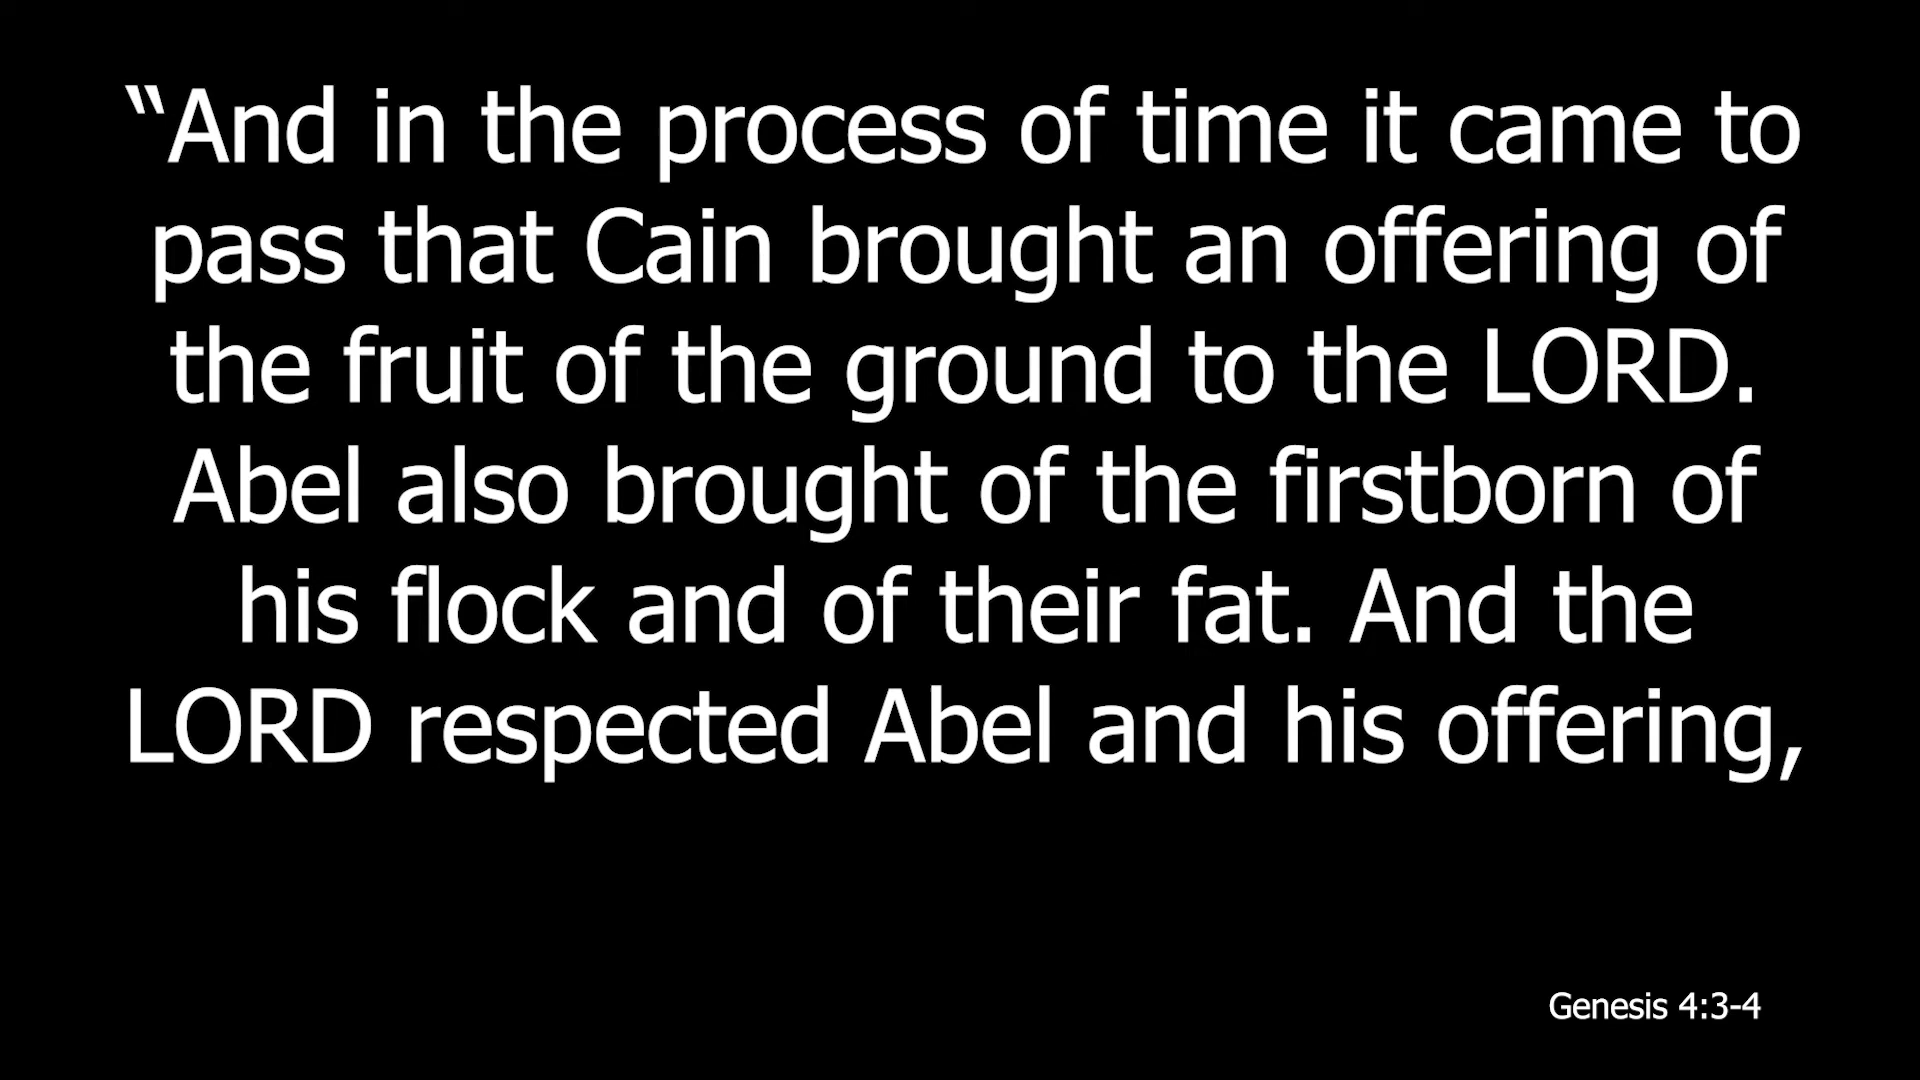 “And in the process of time it came to
pass that Cain brought an offering of
the fruit of the ground to the LORD.
Abel also brought of the firstborn of
his flock and of their fat. And the
LORD respected Abel and his offering,
Genesis 4:3-4